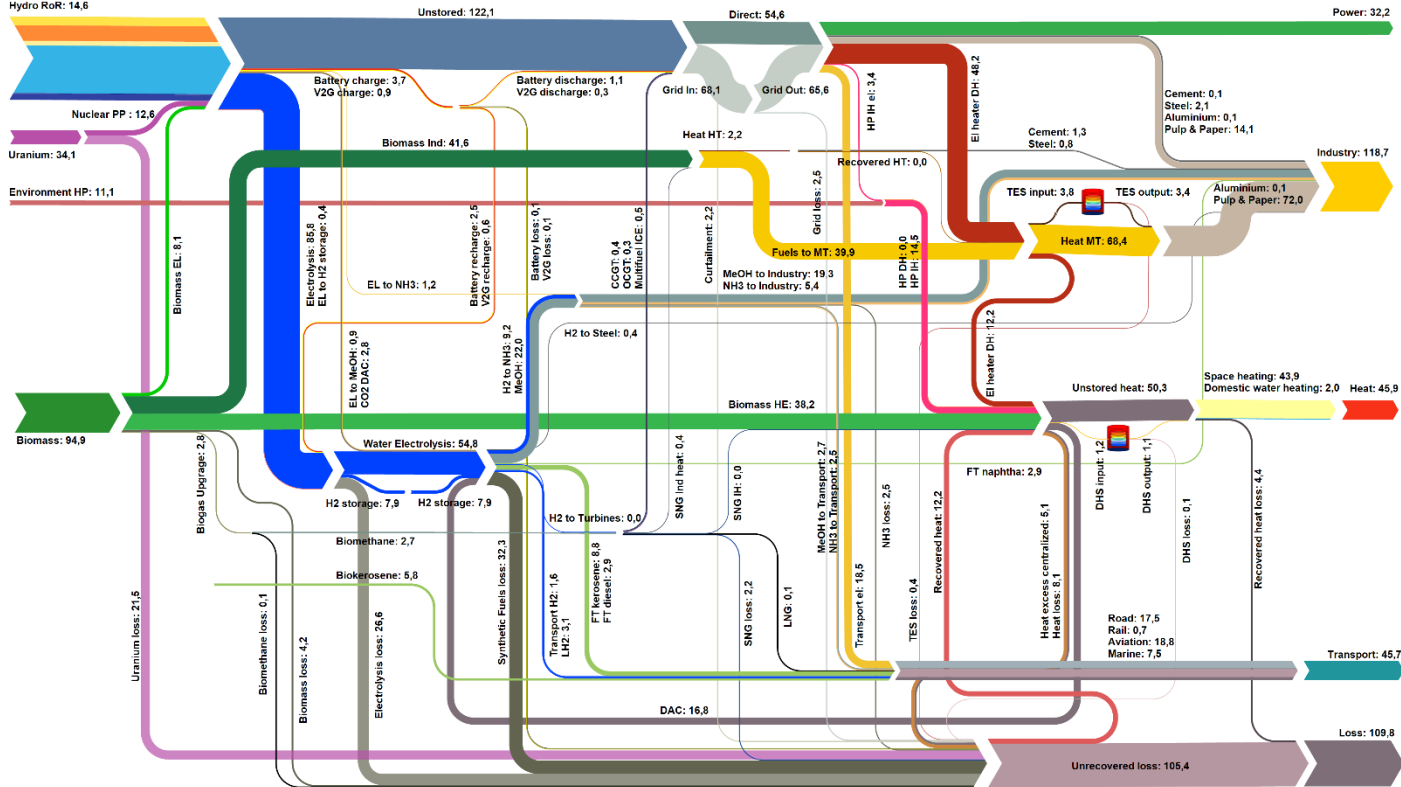 Hydro RoR: 14,6
Unstored: 122,1
Direct: 54,6
Power: 32,2
Battery charge: 3,7
V2G charge: 0,9
Battery discharge: 1,1
V2G discharge: 0,3
Grid In: 68,1
Grid Out: 65,6
HP IH el: 3,4
El heater DH: 48,2
Cement: 0,1
Steel: 2,1
Aluminium: 0,1
Pulp & Paper: 14,1
Nuclear PP : 12,6
Uranium: 34,1
Biomass Ind: 41,6
Heat HT: 2,2
Recovered HT: 0,0
Cement: 1,3
Steel: 0,8
Industry: 118,7
Environment HP: 11,1
TES input: 3,8
TES output: 3,4
Aluminium: 0,1
Pulp & Paper: 72,0
Biomass EL: 8,1
Electrolysis: 85,8
EL to H2 storage: 0,4
Battery recharge: 2,5
V2G recharge: 0,6
Battery loss: 0,1
V2G loss: 0,1
CCGT: 0,4
OCGT: 0,3
Multifuel ICE: 0,5
Curtailment: 2,2
Grid loss: 2,5
Fuels to MT: 39,9
HP DH: 0,0
HP IH: 14,5
Heat MT: 68,4
EL to NH3: 1,2
MeOH to Industry: 19,3
NH3 to Industry: 5,4
EL to MeOH: 0,9
CO2 DAC: 2,8
H2 to NH3: 9,2
MeOH: 22,0
H2 to Steel: 0,4
El heater DH: 12,2
Unstored heat: 50,3
Space heating: 43,9
Domestic water heating: 2,0
Heat: 45,9
Biomass: 94,9
Biomass HE: 38,2
Water Electrolysis: 54,8
Biogas Upgrage: 2,8
H2 storage: 7,9
H2 storage: 7,9
SNG Ind heat: 0,4
SNG IH: 0,0
MeOH to Transport: 2,7
NH3 to Transport: 2,5
NH3 loss: 2,5
Recovered heat: 12,2
FT naphtha: 2,9
DHS input: 1,2
DHS output: 1,1
DHS loss: 0,1
Recovered heat loss: 4,4
H2 to Turbines: 0,0
Biomethane: 2,7
Biokerosene: 5,8
Uranium loss: 21,5
Biomethane loss: 0,1
Biomass loss: 4,2
Electrolysis loss: 26,6
Synthetic Fuels loss: 32,3
Transport H2: 1,6
LH2: 3,1
FT kerosene: 8,8
FT diesel: 2,9
SNG loss: 2,2
LNG: 0,1
Transport el: 18,5
TES loss: 0,4
Heat excess centralized: 5,1
Heat loss: 8,1
Road: 17,5
Rail: 0,7
Aviation: 18,8
Marine: 7,5
Transport: 45,7
DAC: 16,8
Loss: 109,8
Unrecovered loss: 105,4